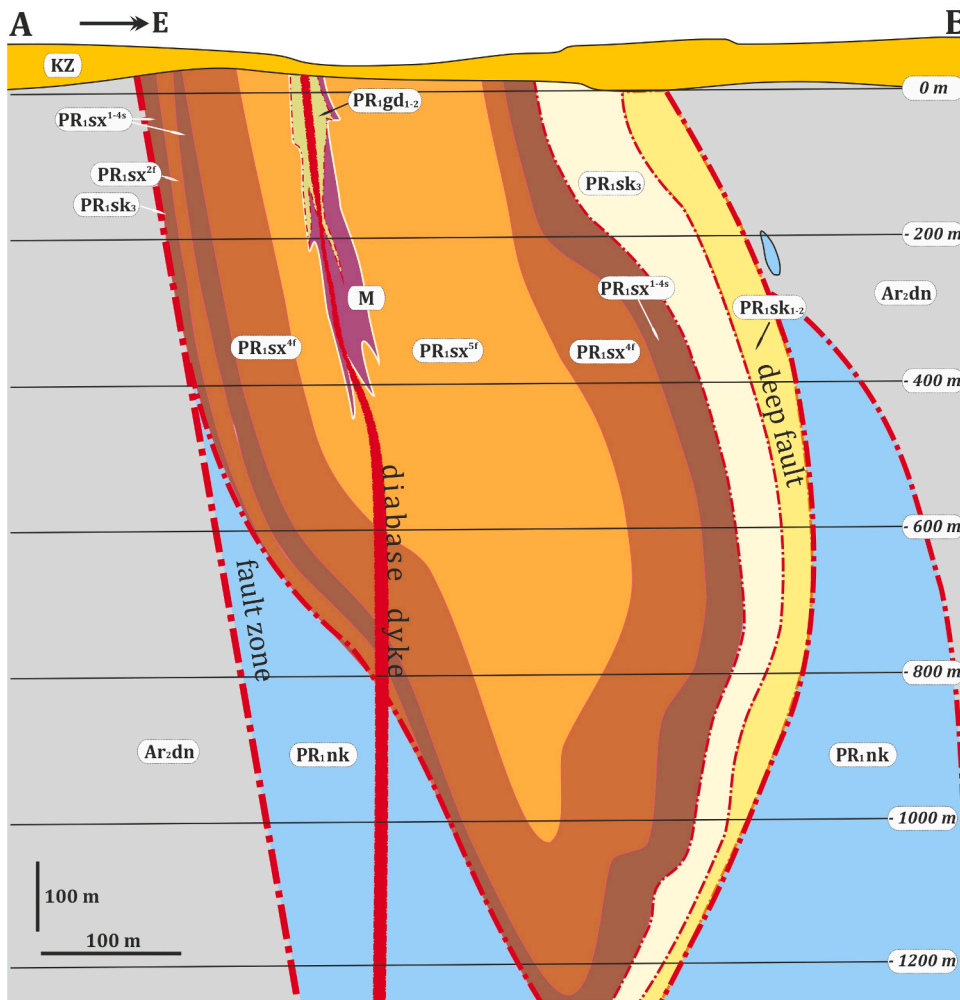 A
E
B
KZ
0 m
PR₁gd₁₋₂
PR₁sx¹⁻⁴ˢ
PR₁sx²ᶠ
PR₁sk₃
PR₁sk₃
- 200 m
PR₁sx¹⁻⁴ˢ
Ar₂dn
M
PR₁sk₁₋₂
PR₁sx⁴ᶠ
PR₁sx⁵ᶠ
PR₁sx⁴ᶠ
- 400 m
deep fault
diabase dyke
- 600 m
fault zone
- 800 m
Ar₂dn
PR₁nk
PR₁nk
- 1000 m
100 m
100 m
- 1200 m